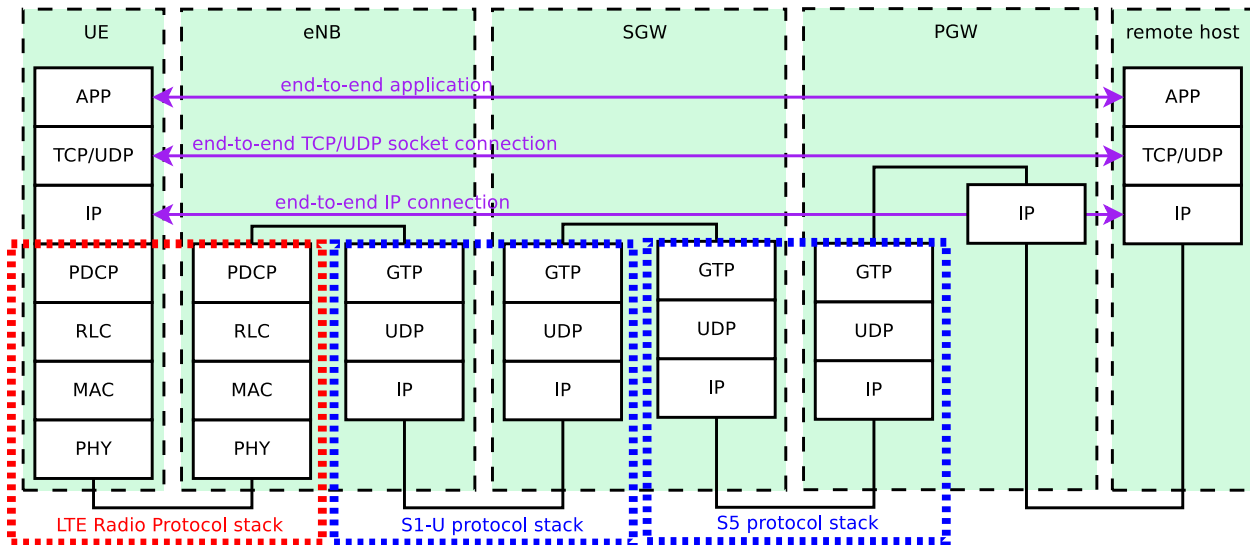 UE
eNB
SGW
PGW
remote host
APP
end-to-end application
APP
TCP/UDP
end-to-end TCP/UDP socket connection
TCP/UDP
IP
end-to-end IP connection
IP
IP
PDCP
PDCP
GTP
GTP
GTP
GTP
RLC
RLC
UDP
UDP
UDP
UDP
MAC
MAC
IP
IP
IP
IP
PHY
PHY
LTE Radio Protocol stack
S1-U protocol stack
S5 protocol stack